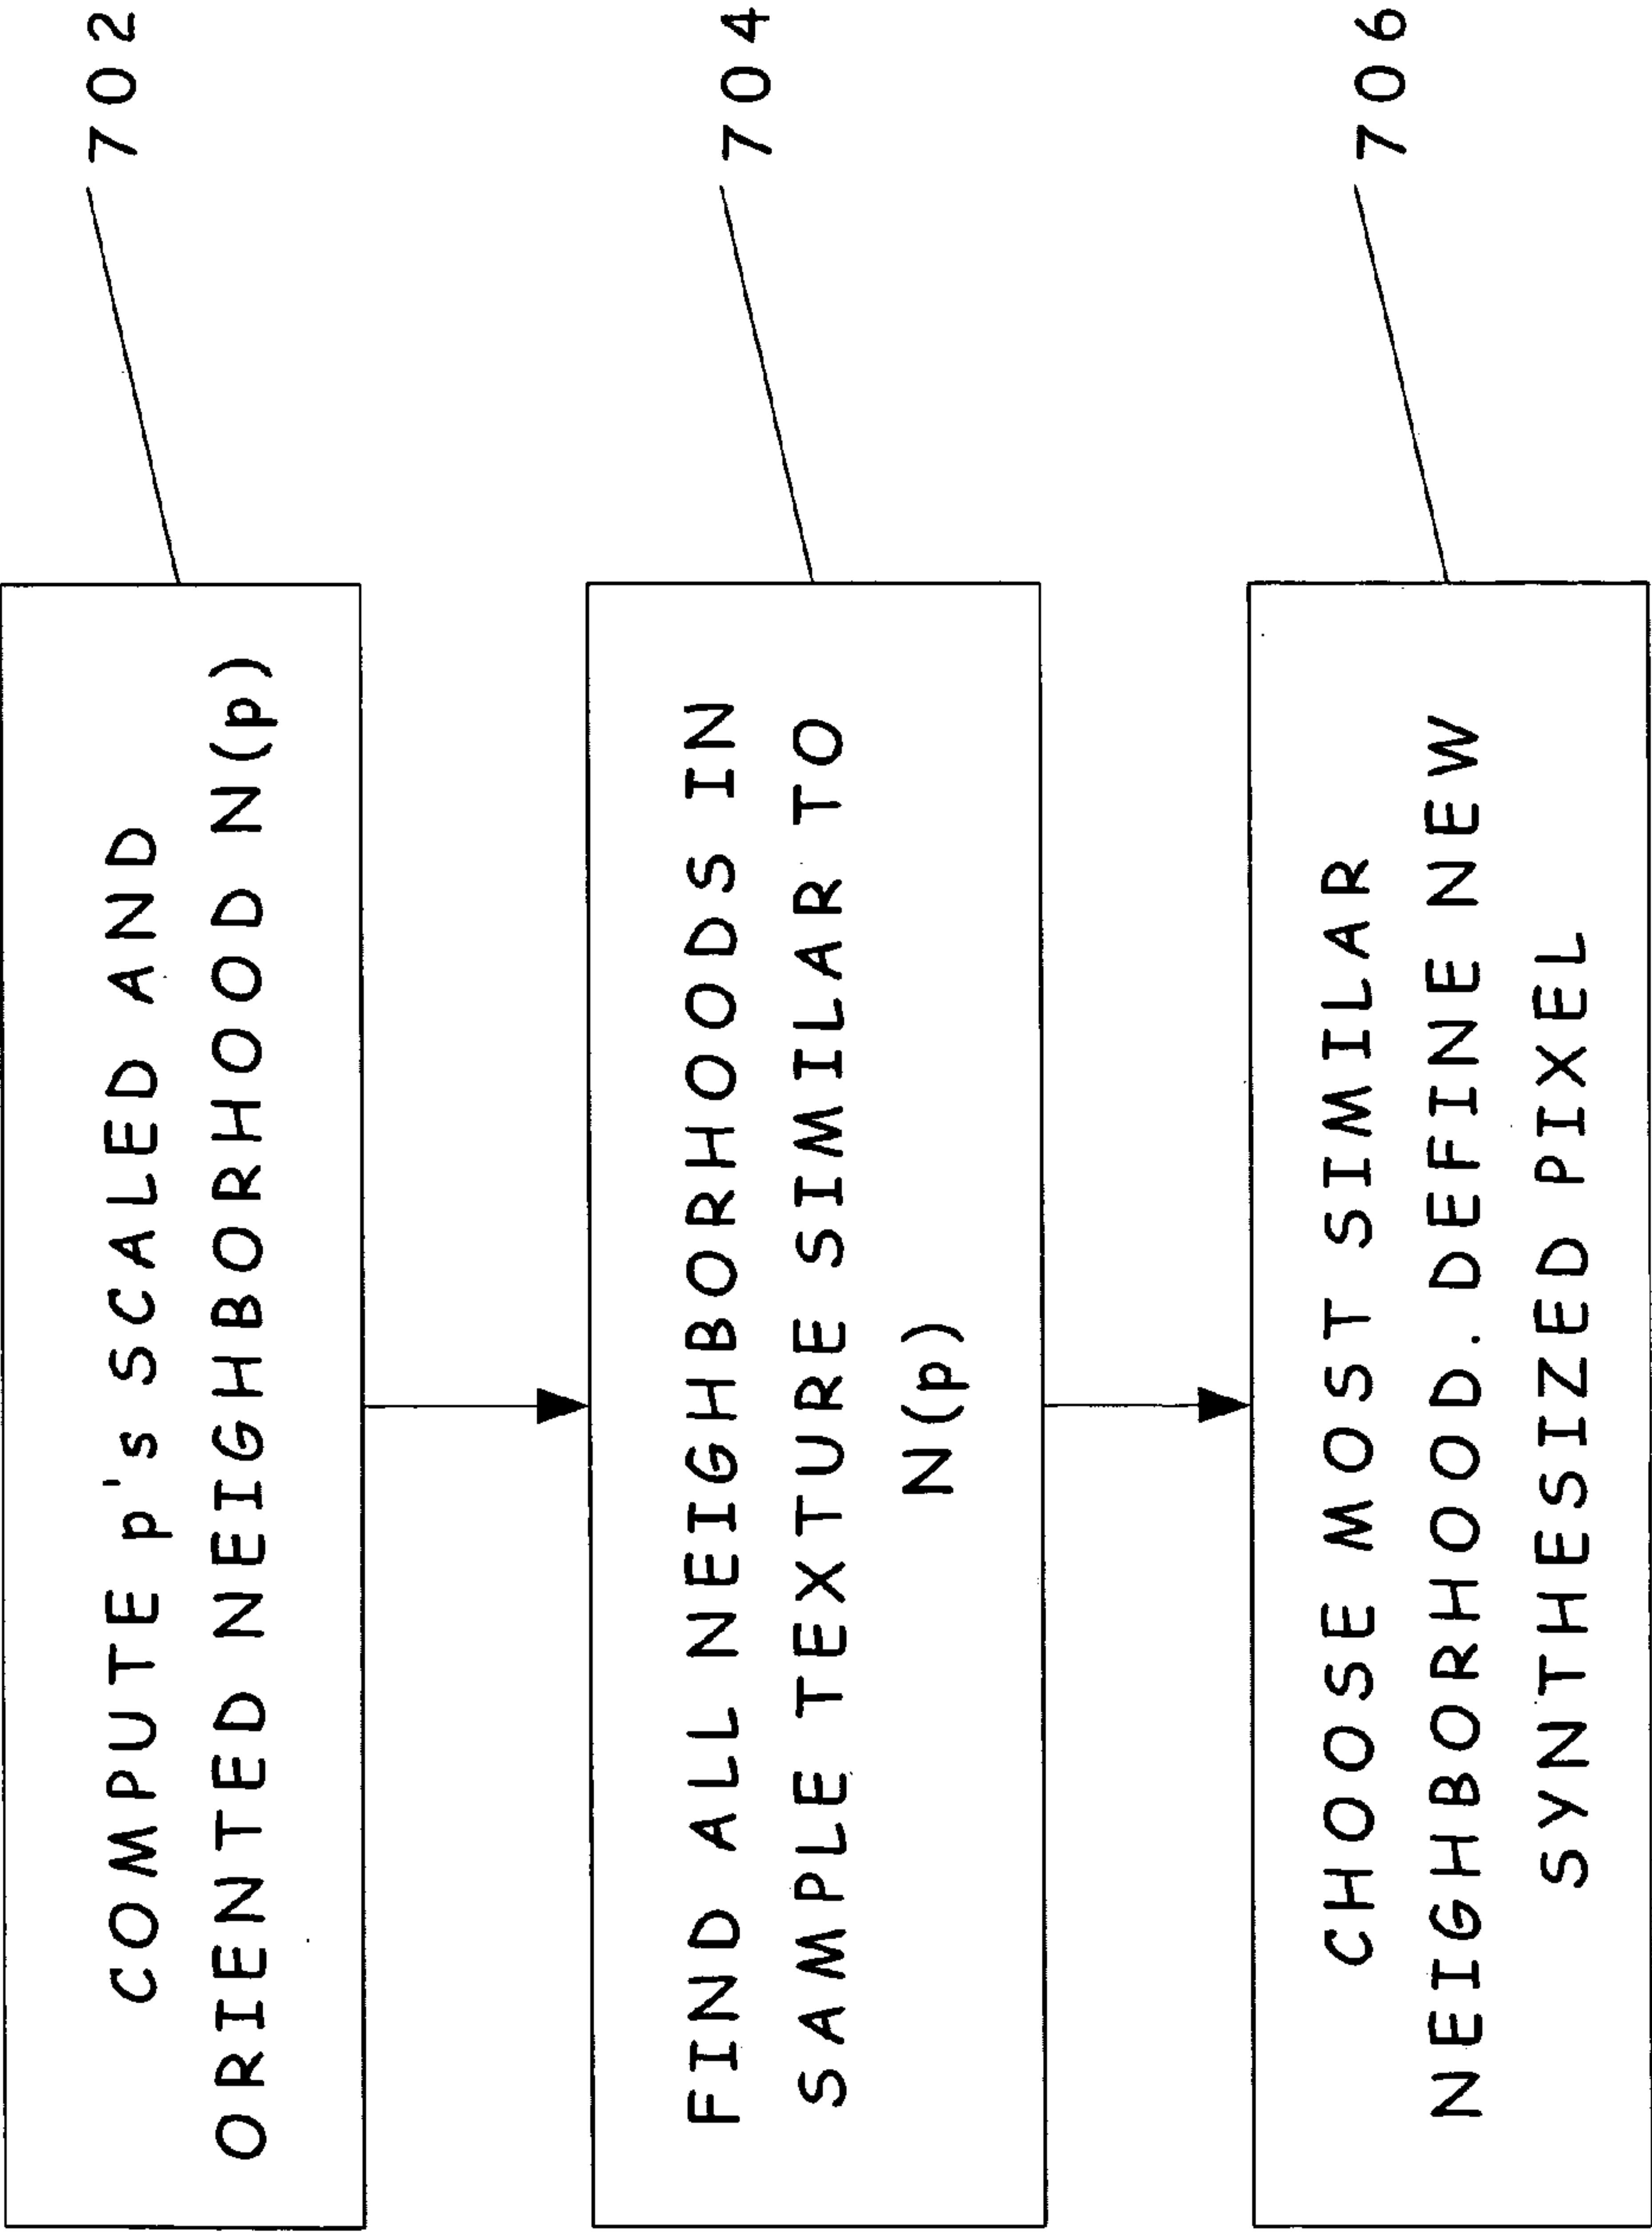 COMPUTE p's SCALED AND
ORIENTED NEIGHBORHOOD N(p)
702
FIND ALL NEIGHBORHOODS IN
SAMPLE TEXTURE SIMILAR TO
N(p)
704
CHOOSE MOST SIMILAR
NEIGHBORHOOD. DEFINE NEW
SYNTHESIZED PIXEL
706